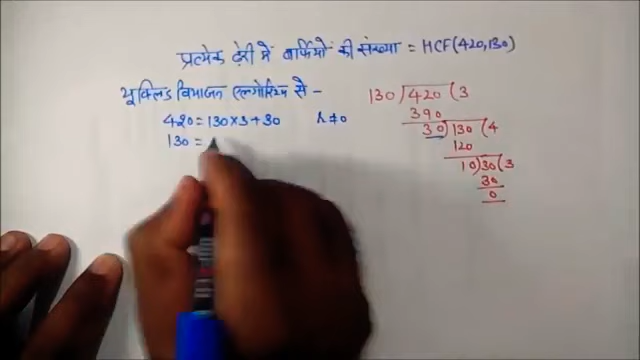 प्रत्येक ढ़ेरी में बार्फियों की संख्या = HCF(420,130)
यूक्लिड विभाजन एल्गोरिथ्म से -
420 = 130×3+30 r≠0
130 =
130)420(3
390
30)130(4
120
10)30(3
30
0